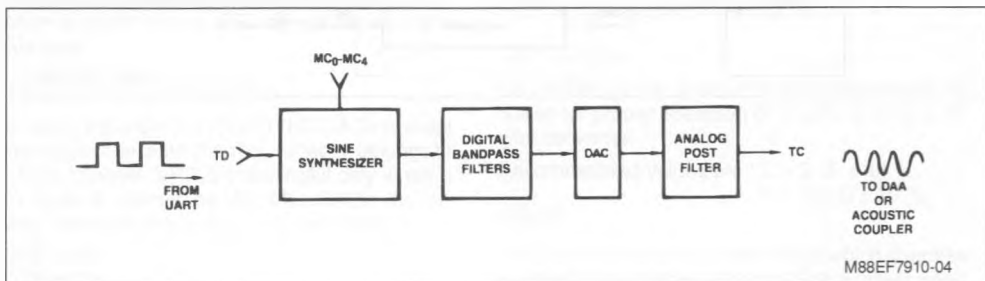 MC0-MC4
TD
SINE
SYNTHESIZER
DIGITAL
BANDPASS
FILTERS
DAC
ANALOG
POST
FILTER
TC
FROM
UART
TO DAA
OR
ACOUSTIC
COUPLER
M88EF7910-04